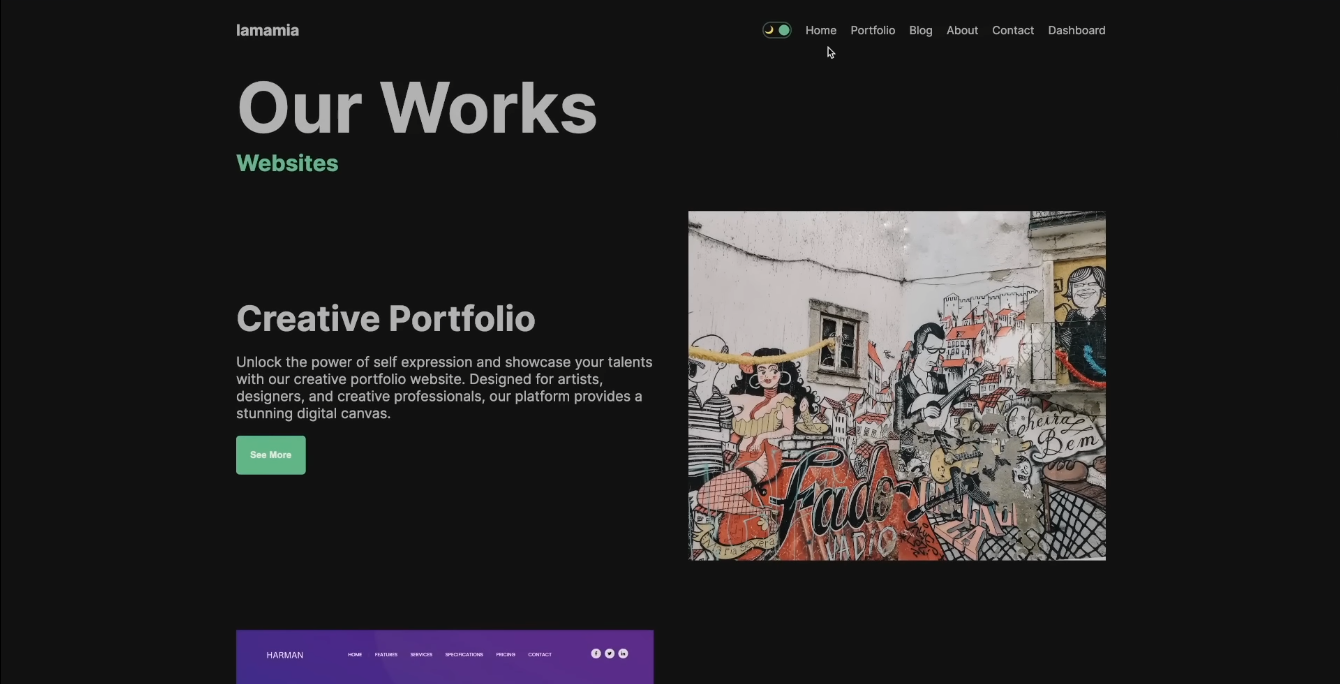 lamamia
Home Portfolio Blog About Contact Dashboard
Our Works
Websites
Creative Portfolio
Unlock the power of self expression and showcase your talents
with our creative portfolio website. Designed for artists,
designers, and creative professionals, our platform provides a
stunning digital canvas.
See More
Cheira
Bem
Fado
VADIO
HARMAN HOME FEATURES SERVICES SPECIFICATIONS PRICING CONTACT